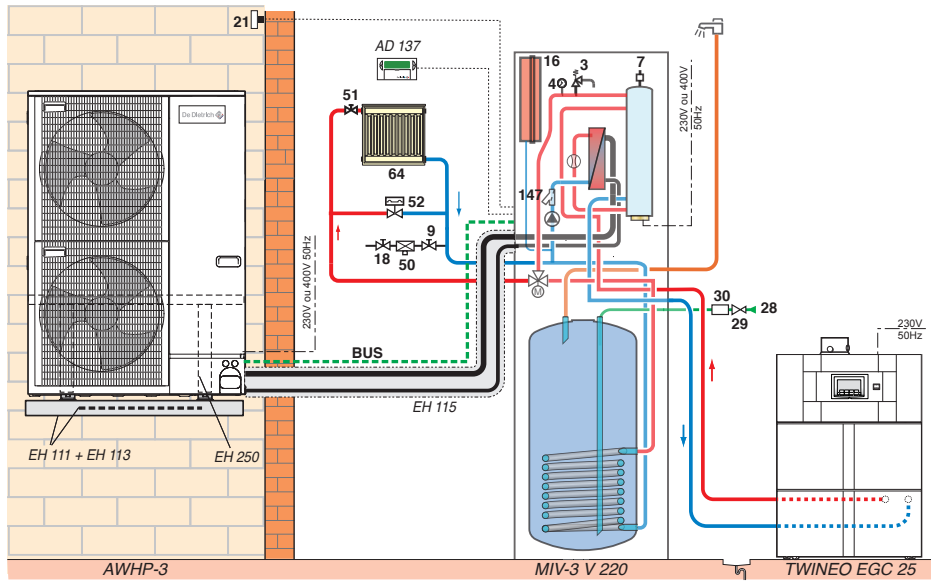 21
AD 137
16
3
7
4
51
De Dietrich
230V ou 400V
50Hz
64
147
52
9
18
50
230V ou 400V 50Hz
M
30
28
29
230V
50Hz
BUS
EH 115
EH 111 + EH 113
EH 250
AWHP-3
MIV-3 V 220
TWINEO EGC 25